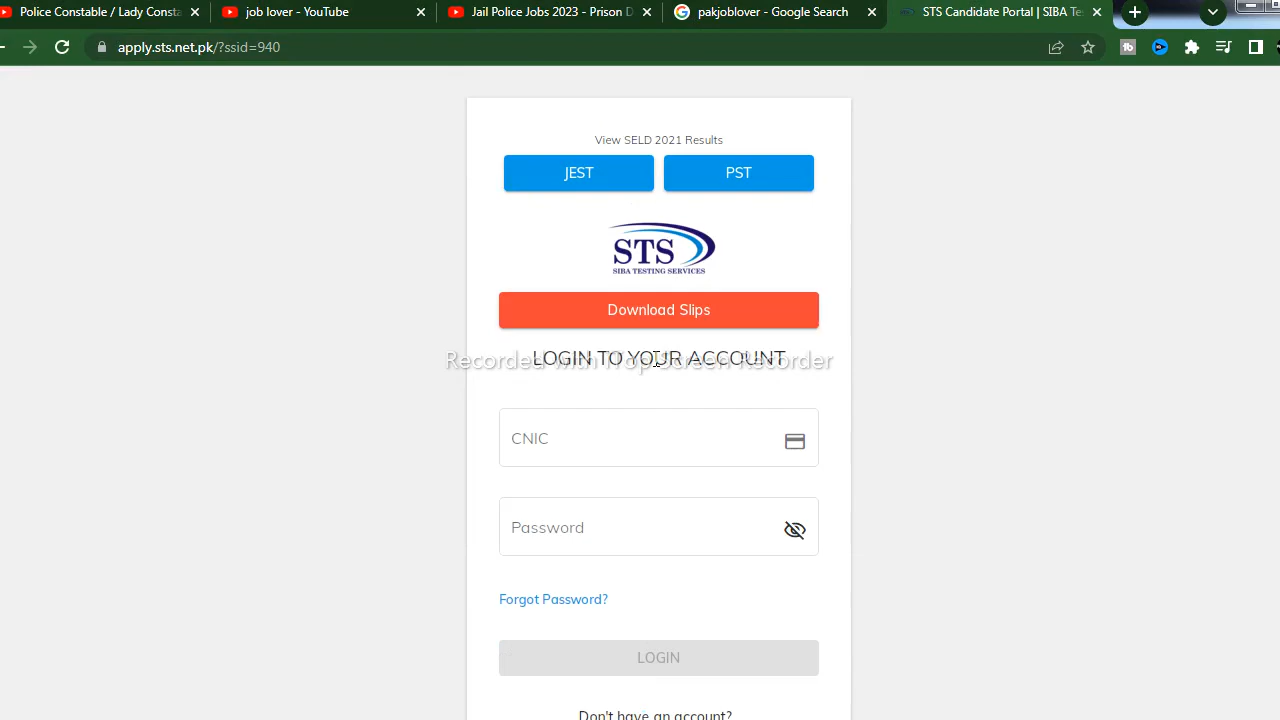 Police Constable / Lady Consta
job lover - YouTube
Jail Police Jobs 2023 - Prison D
pakjoblover - Google Search
STS Candidate Portal | SIBA Te
apply.sts.net.pk/?ssid=940
View SELD 2021 Results
JEST
PST
STS
SIBA TESTING SERVICES
Download Slips
LOGIN TO YOUR ACCOUNT
Recorded with iTop Screen Recorder
CNIC
Password
Forgot Password?
LOGIN
Don't have an account?